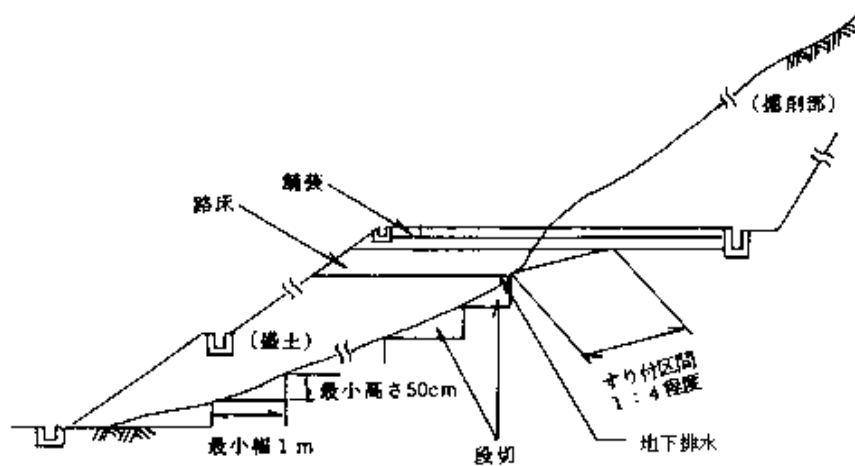 （掘削部）
舗装
路床
（盛土）
最小高さ50cm
すり付区間
1：4程度
最小幅1m
段切
地下排水